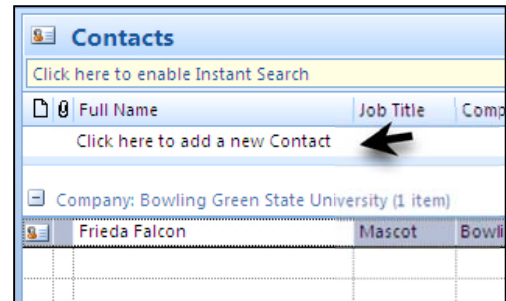 Contacts
Click here to enable Instant Search
Full Name Job Title Comp
Click here to add a new Contact
Company: Bowling Green State University (1 item)
Frieda Falcon Mascot Bowli